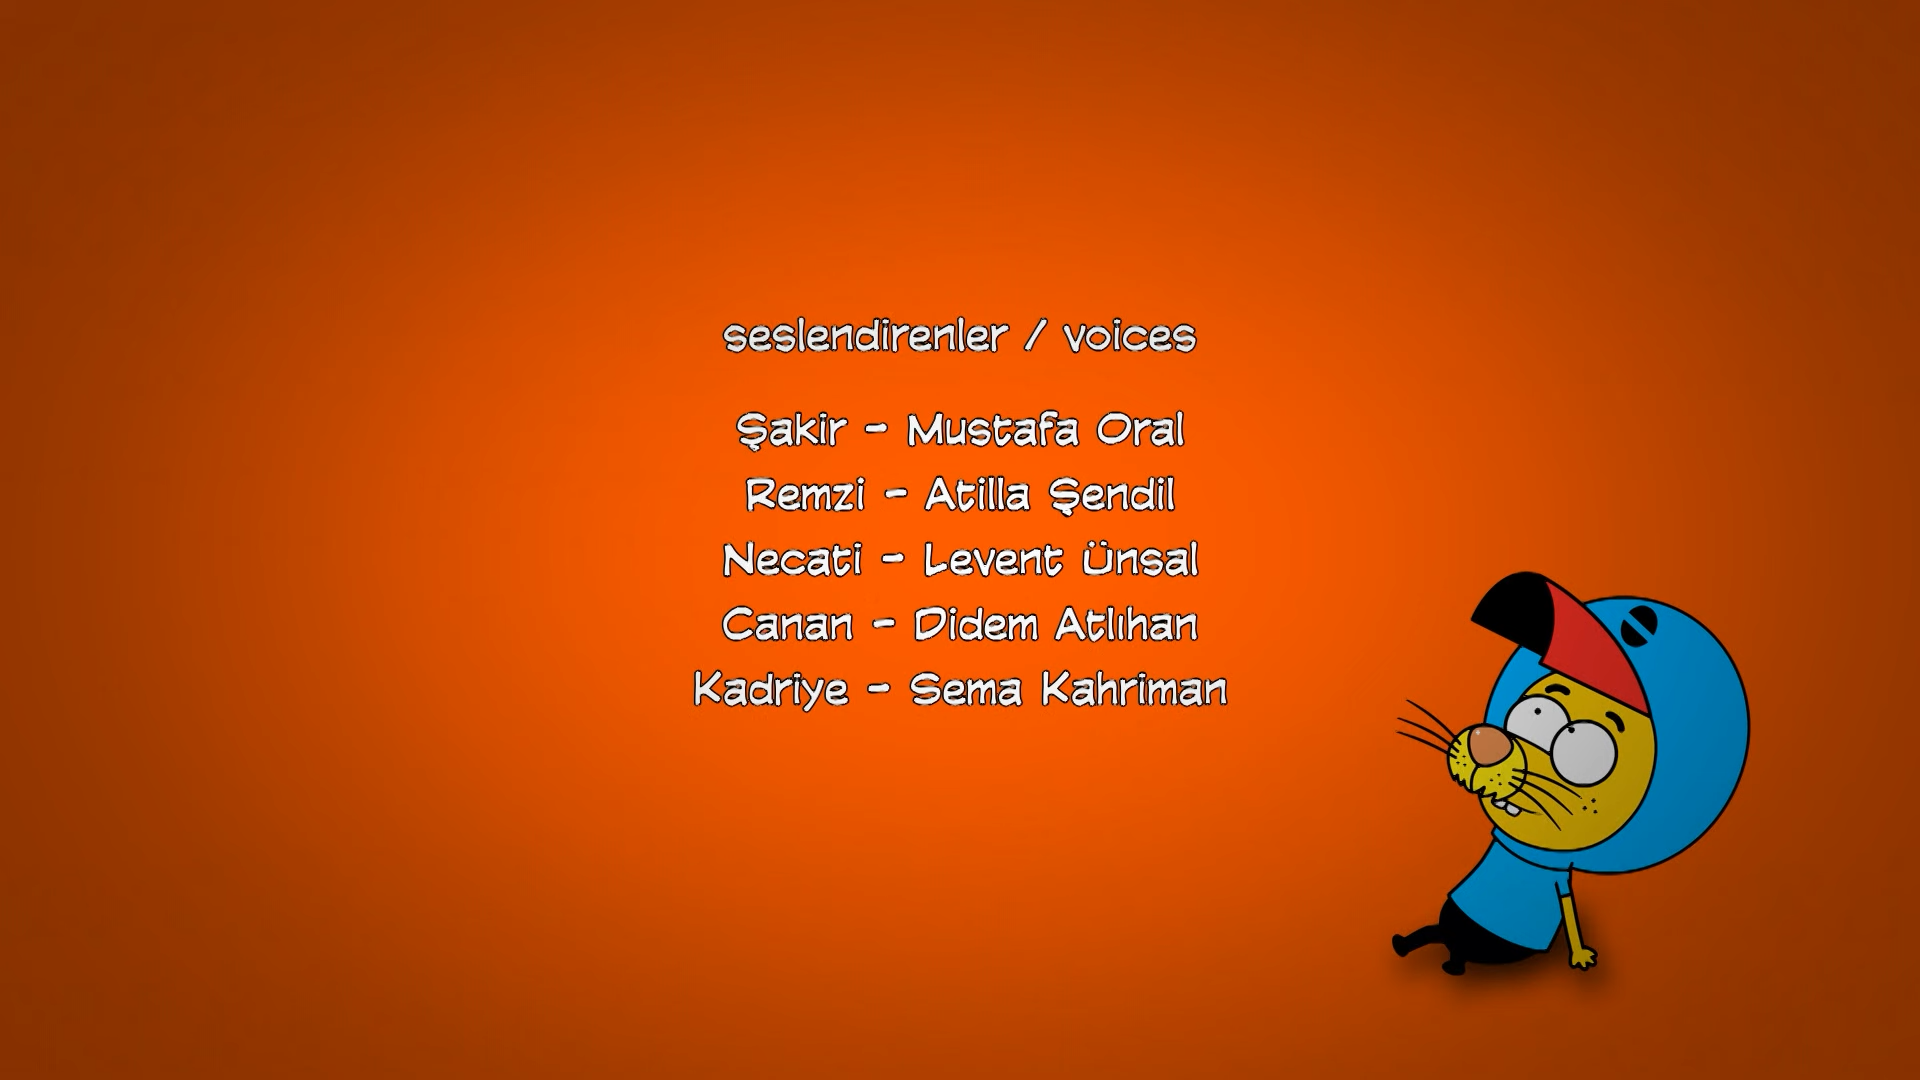 seslendirenler / voices
Şakir - Mustafa Oral
Remzi - Atilla Şendil
Necati - Levent Ünsal
Canan - Didem Atlıhan
Kadriye - Sema Kahriman